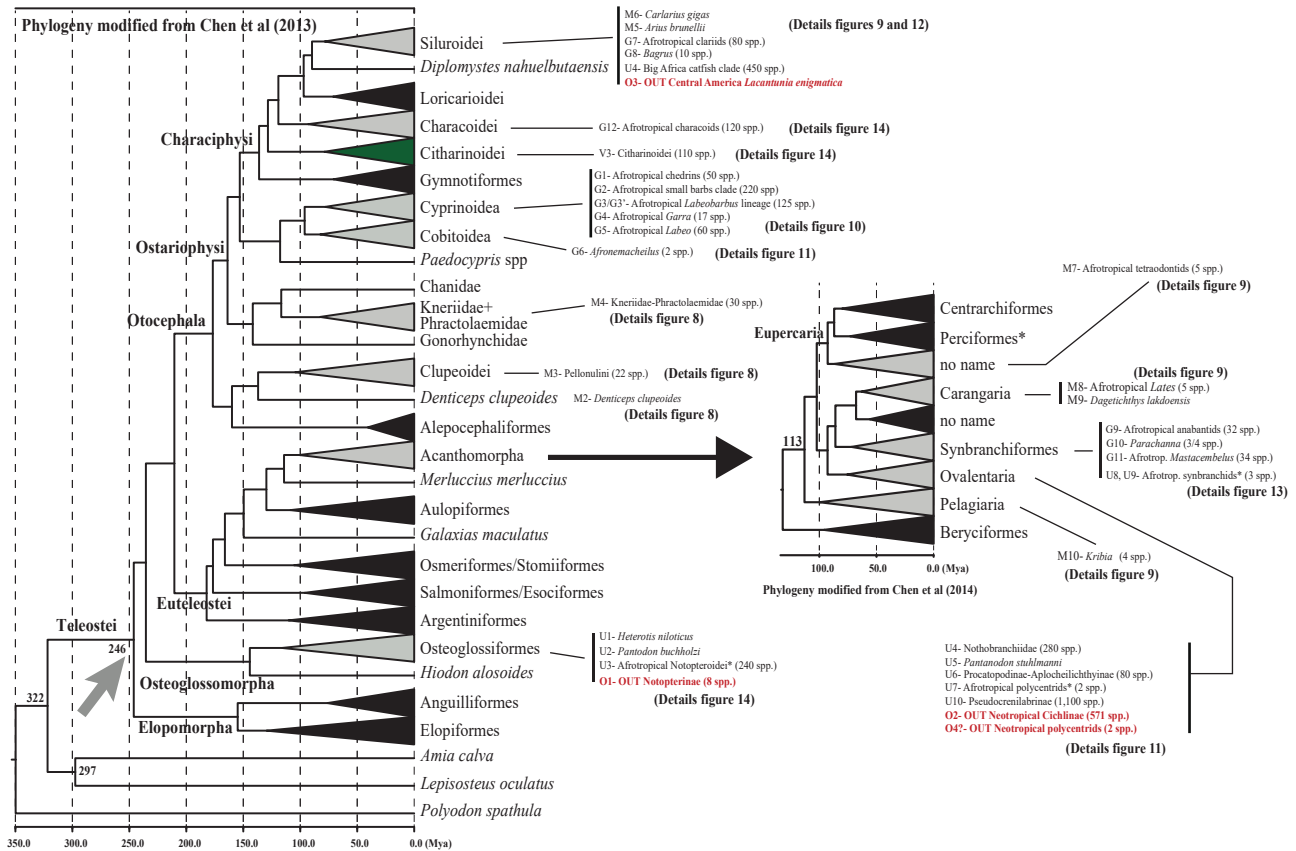 Phylogeny modified from Chen et al (2013)
Siluroidei
Diplomystes nahuelbutaensis
Loricarioidei
Characoidei
Citharinoidei
Gymnotiformes
Cyprinoidea
Cobitoidea
Paedocypris spp
Chanidae
Kneriidae+
Phractolaemidae
Gonorhynchidae
Clupeoidei
Denticeps clupeoides
Alepocephaliformes
Acanthomorpha
Merluccius merluccius
Aulopiformes
Galaxias maculatus
Osmeriformes/Stomiiformes
Salmoniformes/Esociformes
Argentiniformes
Osteoglossiformes
Hiodon alosoides
Anguilliformes
Elopiformes
Amia calva
Lepisosteus oculatus
Polyodon spathula
Characiphysi
Ostariophysi
Otocephala
Euteleostei
Teleostei
246
322
Osteoglossomorpha
Elopomorpha
297
350.0 300.0 250.0 200.0 150.0 100.0 50.0 0.0 (Mya)
M6- Carlarius gigas
M5- Arius brunellii
G7- Afrotropical clariids (80 spp.)
G8- Bagrus (10 spp.)
U4- Big Africa catfish clade (450 spp.)
O3- OUT Central America Lacantunia enigmatica
(Details figures 9 and 12)
G12- Afrotropical characoids (120 spp.)
(Details figure 14)
V3- Citharinoidei (110 spp.)
(Details figure 14)
G1- Afrotropical chedrins (50 spp.)
G2- Afrotropical small barbs clade (220 spp)
G3/G3'- Afrotropical Labeobarbus lineage (125 spp.)
G4- Afrotropical Garra (17 spp.)
G5- Afrotropical Labeo (60 spp.)
(Details figure 10)
G6- Afronemacheilus (2 spp.)
(Details figure 11)
M4- Kneriidae-Phractolaemidae (30 spp.)
(Details figure 8)
M3- Pellonulini (22 spp.)
(Details figure 8)
M2- Denticeps clupeoides
(Details figure 8)
U1- Heterotis niloticus
U2- Pantodon buchholzi
U3- Afrotropical Notopteroidei* (240 spp.)
O1- OUT Notopterinae (8 spp.)
(Details figure 14)
Eupercaria
113
Centrarchiformes
Perciformes*
no name
Carangaria
no name
Synbranchiformes
Ovalentaria
Pelagiaria
Beryciformes
100.0 50.0 0.0 (Mya)
Phylogeny modified from Chen et al (2014)
M7- Afrotropical tetraodontids (5 spp.)
(Details figure 9)
(Details figure 9)
M8- Afrotropical Lates (5 spp.)
M9- Dagetichthys lakdoensis
G9- Afrotropical anabantids (32 spp.)
G10- Parachanna (3/4 spp.)
G11- Afrotrop. Mastacembelus (34 spp.)
U8, U9- Afrotrop. synbranchids* (3 spp.)
(Details figure 13)
M10- Kribia (4 spp.)
(Details figure 9)
U4- Nothobranchiidae (280 spp.)
U5- Pantanodon stuhlmanni
U6- Procatopodinae-Aplocheilichthyinae (80 spp.)
U7- Afrotropical polycentrids* (2 spp.)
U10- Pseudocrenilabrinae (1,100 spp.)
O2- OUT Neotropical Cichlinae (571 spp.)
O4?- OUT Neotropical polycentrids (2 spp.)
(Details figure 11)